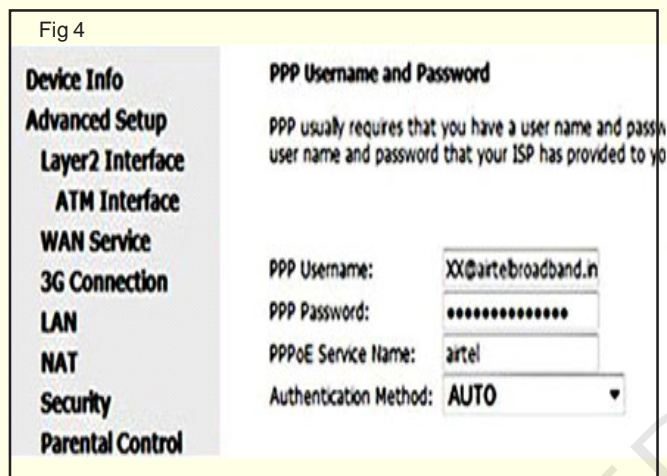 Fig 4
Device Info
Advanced Setup
Layer2 Interface
ATM Interface
WAN Service
3G Connection
LAN
NAT
Security
Parental Control
PPP Username and Password
PPP usually requires that you have a user name and
user name and password that your ISP has provided to
PPP Username: XX@airtelbroadband.in
PPP Password: ••••••••••••••
PPPoE Service Name: airtel
Authentication Method: AUTO